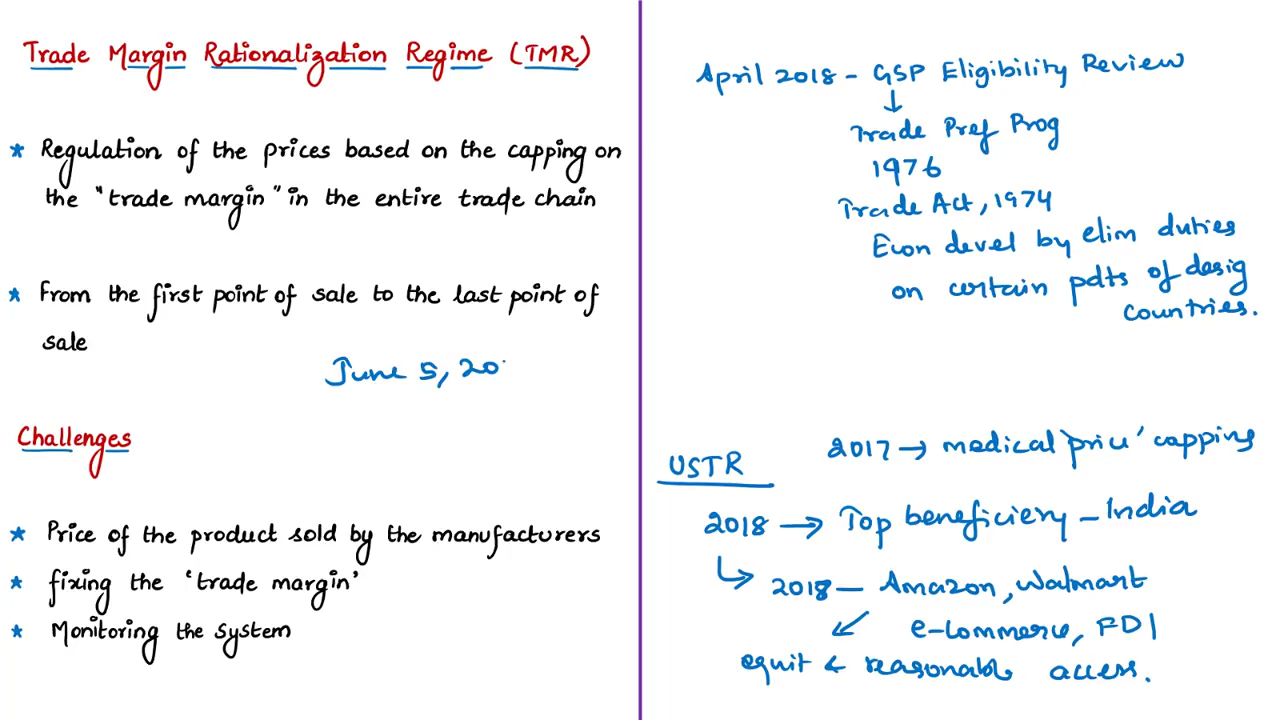 Trade Margin Rationalization Regime (TMR)
* Regulation of the prices based on the capping on
the "trade margin" in the entire trade chain
* From the first point of sale to the last point of
sale
June 5, 20
Challenges
* Price of the product sold by the manufacturers
* fixing the 'trade margin'
* Monitoring the system
April 2018 - GSP Eligibility Review
↓
Trade Pref Prog
1976
Trade Act, 1974
Econ devel by elim duties
on certain pdts of desig
countries.
USTR
2017 → medical 'price' capping
2018 → Top beneficiery - India
↳ 2018 - Amazon, Walmart
↙ e-commerce, FDI
equit & reasonable access.